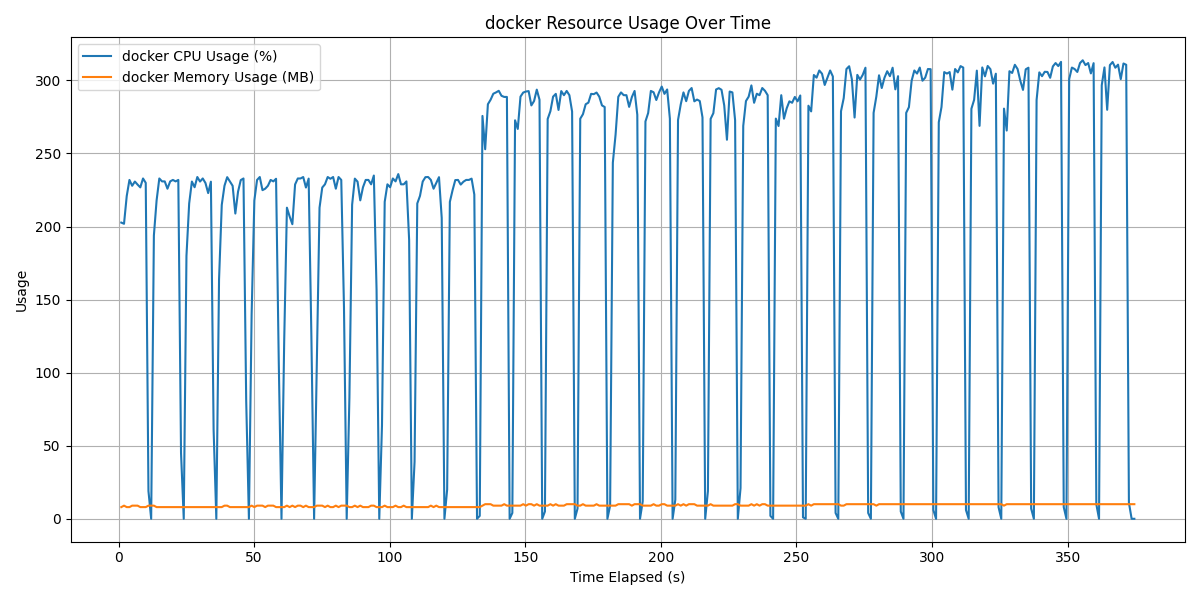 docker Resource Usage Over Time
docker CPU Usage (%)
docker Memory Usage (MB)
Usage
300
250
200
150
100
50
0
0 50 100 150 200 250 300 350
Time Elapsed (s)